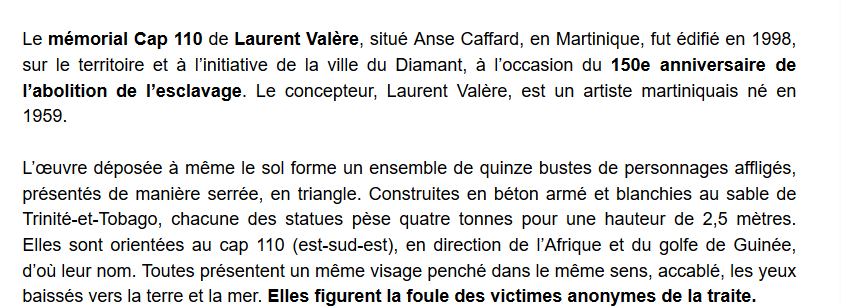 Le mémorial Cap 110 de Laurent Valère, situé Anse Caffard, en Martinique, fut édifié en 1998,
sur le territoire et à l’initiative de la ville du Diamant, à l’occasion du 150e anniversaire de
l’abolition de l’esclavage. Le concepteur, Laurent Valère, est un artiste martiniquais né en
1959.
L’œuvre déposée à même le sol forme un ensemble de quinze bustes de personnages affligés,
présentés de manière serrée, en triangle. Construites en béton armé et blanchies au sable de
Trinité-et-Tobago, chacune des statues pèse quatre tonnes pour une hauteur de 2,5 mètres.
Elles sont orientées au cap 110 (est-sud-est), en direction de l’Afrique et du golfe de Guinée,
d’où leur nom. Toutes présentent un même visage penché dans le même sens, accablé, les yeux
baissés vers la terre et la mer. Elles figurent la foule des victimes anonymes de la traite.